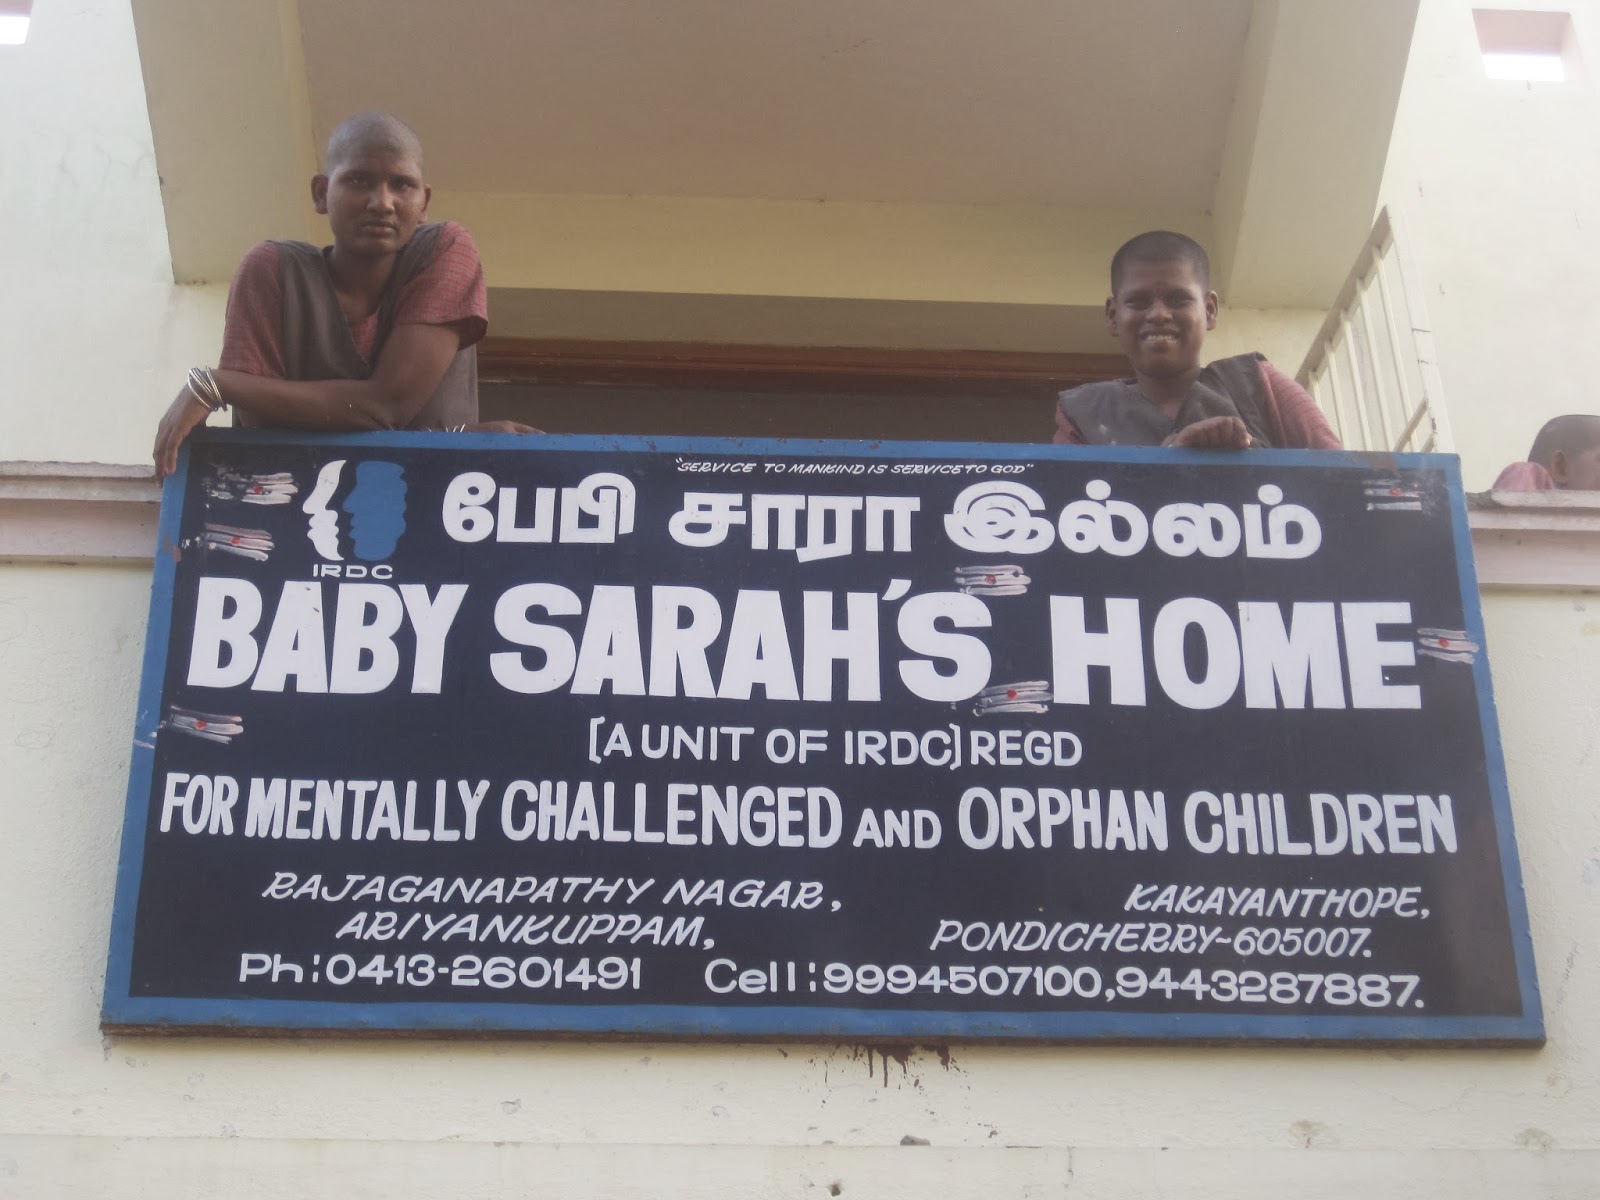 "SERVICE TO MANKIND IS SERVICE TO GOD"
பேபி சாரா இல்லம்
IRDC
BABY SARAH'S HOME
[A UNIT OF IRDC] REGD
FOR MENTALLY CHALLENGED AND ORPHAN CHILDREN
RAJAGANAPATHY NAGAR, KAKAYANTHOPE,
ARIYANKUPPAM, PONDICHERRY-605007.
Ph:0413-2601491 Cell:9994507100,9443287887.